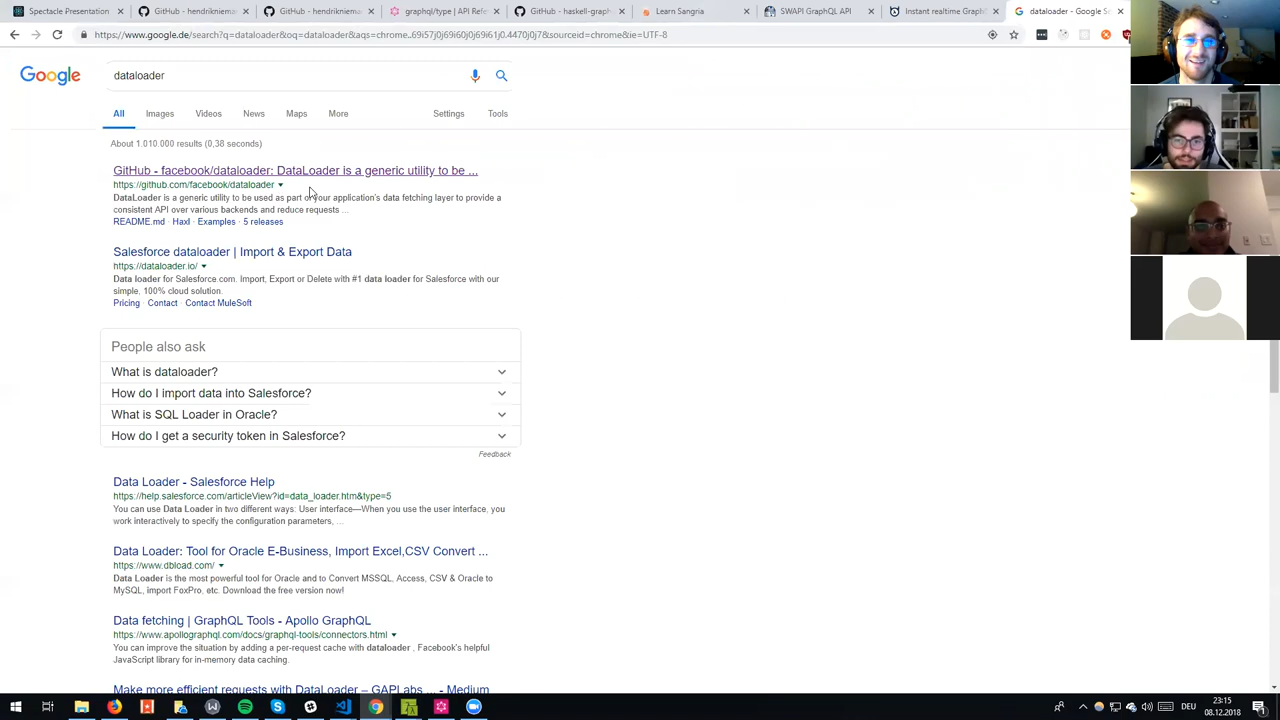 Spectacle Presentation
GitHub - hendrikniema
GitHub - hendrikniem
graphql/type | API Refe
GitHub - haskell-graph
Learn Sangria
SWAPI GraphQL API
Instant realtime GraphQ
dataloader - Google Se
https://www.google.de/search?q=dataloader&oq=dataloader&aqs=chrome..69i57j0j69i60j0j69i61j0.4470j0j7&sourceid=chrome&ie=UTF-8
Google
dataloader
All
Images
Videos
News
Maps
More
Settings
Tools
About 1.010.000 results (0,38 seconds)
GitHub - facebook/dataloader: DataLoader is a generic utility to be ...
https://github.com/facebook/dataloader
DataLoader is a generic utility to be used as part of your application's data fetching layer to provide a
consistent API over various backends and reduce requests ...
README.md · Haxl · Examples · 5 releases
Salesforce dataloader | Import & Export Data
https://dataloader.io/
Data loader for Salesforce.com. Import, Export or Delete with #1 data loader for Salesforce with our
simple, 100% cloud solution.
Pricing · Contact · Contact MuleSoft
People also ask
What is dataloader?
How do I import data into Salesforce?
What is SQL Loader in Oracle?
How do I get a security token in Salesforce?
Feedback
Data Loader - Salesforce Help
https://help.salesforce.com/articleView?id=data_loader.htm&type=5
You can use Data Loader in two different ways: User interface—When you use the user interface, you
work interactively to specify the configuration parameters, ...
Data Loader: Tool for Oracle E-Business, Import Excel,CSV Convert ...
https://www.dbload.com/
Data Loader is the most powerful tool for Oracle and to Convert MSSQL, Access, CSV & Oracle to
MySQL, import FoxPro, etc. Download the free version now!
Data fetching | GraphQL Tools - Apollo GraphQL
https://www.apollographql.com/docs/graphql-tools/connectors.html
You can improve the situation by adding a per-request cache with dataloader , Facebook's helpful
JavaScript library for in-memory data caching.
Make more efficient requests with DataLoader – GAPLabs ... - Medium
DEU
23:15
08.12.2018